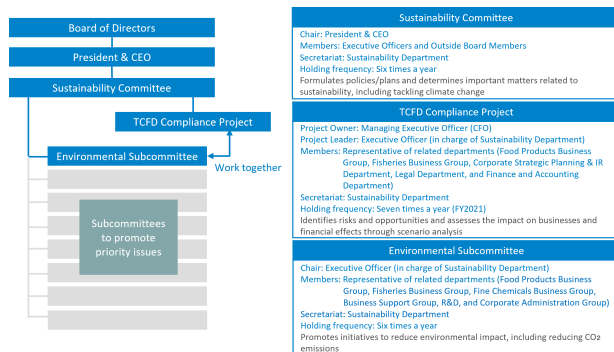 Board of Directors
President & CEO
Sustainability Committee
TCFD Compliance Project
Environmental Subcommittee
Work together
Subcommittees
to promote
priority issues
Sustainability Committee
Chair: President & CEO
Members: Executive Officers and Outside Board Members
Secretariat: Sustainability Department
Holding frequency: Six times a year
Formulates policies/plans and determines important matters related to
sustainability, including tackling climate change
TCFD Compliance Project
Project Owner: Managing Executive Officer (CFO)
Project Leader: Executive Officer (in charge of Sustainability Department)
Members: Representative of related departments (Food Products Business
Group, Fisheries Business Group, Corporate Strategic Planning & IR
Department, Legal Department, and Finance and Accounting
Department)
Secretariat: Sustainability Department
Holding frequency: Seven times a year (FY2021)
Identifies risks and opportunities and assesses the impact on businesses and
financial effects through scenario analysis
Environmental Subcommittee
Chair: Executive Officer (in charge of Sustainability Department)
Members: Representative of related departments (Food Products Business
Group, Fisheries Business Group, Fine Chemicals Business Group,
Business Support Group, R&D, and Corporate Administration Group)
Secretariat: Sustainability Department
Holding frequency: Six times a year
Promotes initiatives to reduce environmental impact, including reducing CO2
emissions